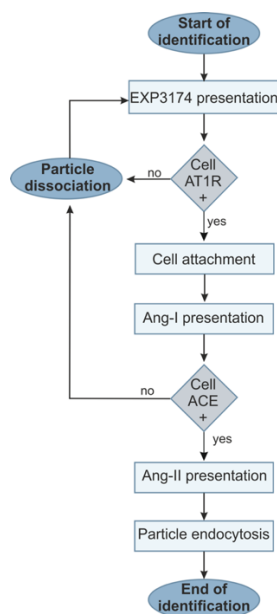 Start of
identification
EXP3174 presentation
Particle
dissociation
no
Cell
AT1R
+
yes
Cell attachment
Ang-I presentation
no
Cell
ACE
+
yes
Ang-II presentation
Particle endocytosis
End of
identification